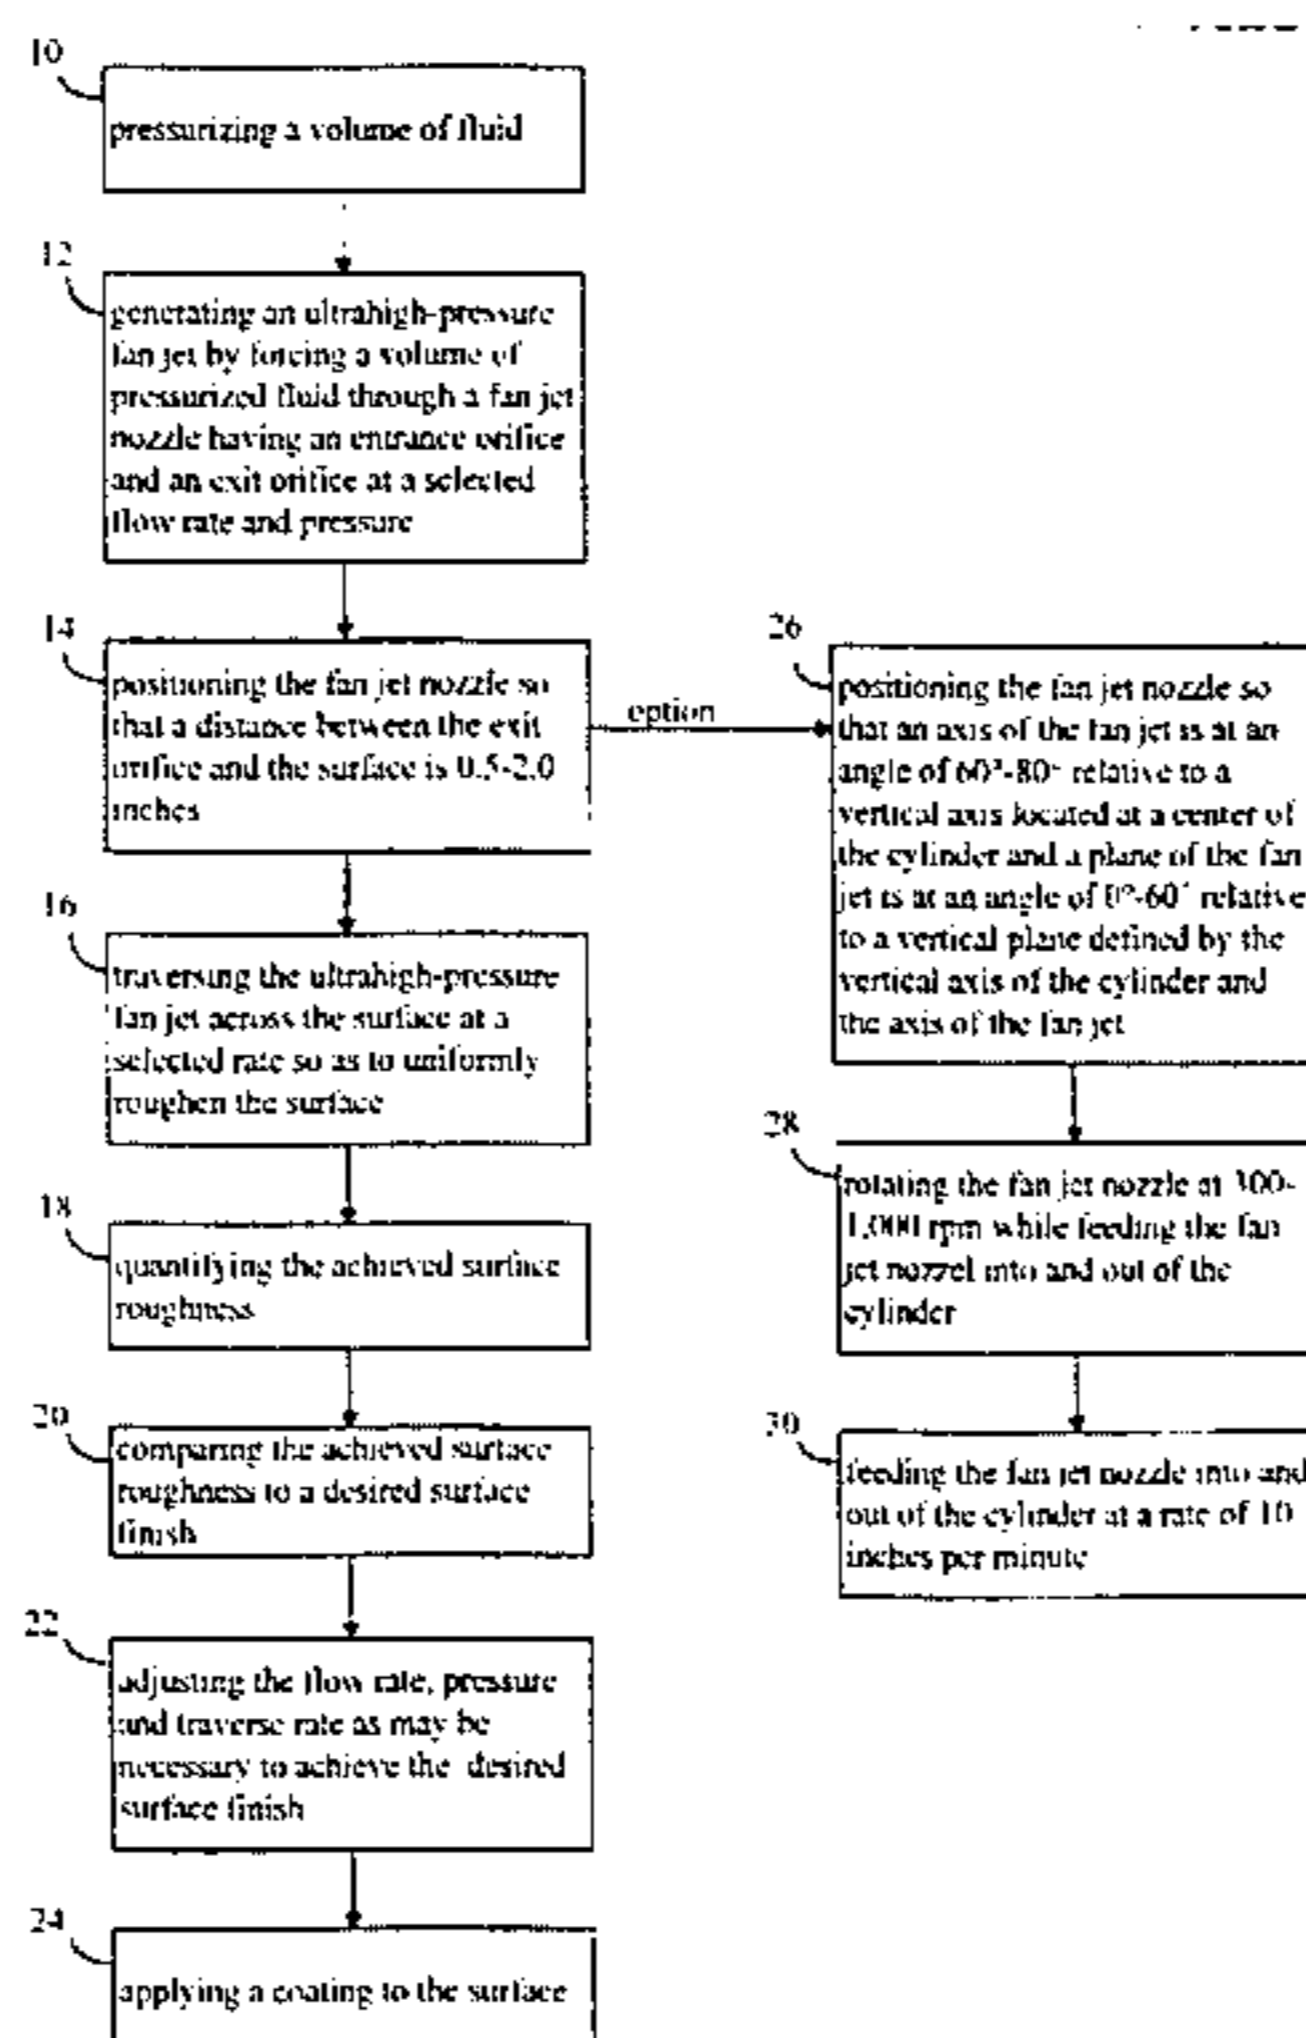 10
pressurizing a volume of fluid
12
generating an ultrahigh-pressure
fan jet by forcing a volume of
pressurized fluid through a fan jet
nozzle having an entrance orifice
and an exit orifice at a selected
flow rate and pressure
14
positioning the fan jet nozzle so
that a distance between the exit
orifice and the surface is 0.5-2.0
inches
option
16
traversing the ultrahigh-pressure
fan jet across the surface at a
selected rate so as to uniformly
roughen the surface
18
quantifying the achieved surface
roughness
20
comparing the achieved surface
roughness to a desired surface
finish
22
adjusting the flow rate, pressure
and traverse rate as may be
necessary to achieve the desired
surface finish
24
applying a coating to the surface
26
positioning the fan jet nozzle so
that an axis of the fan jet is at an
angle of 60°-80° relative to a
vertical axis located at a center of
the cylinder and a plane of the fan
jet is at an angle of 0°-60° relative
to a vertical plane defined by the
vertical axis of the cylinder and
the axis of the fan jet
28
rotating the fan jet nozzle at 300-
1,000 rpm while feeding the fan
jet nozzel into and out of the
cylinder
30
feeding the fan jet nozzle into and
out of the cylinder at a rate of 10
inches per minute